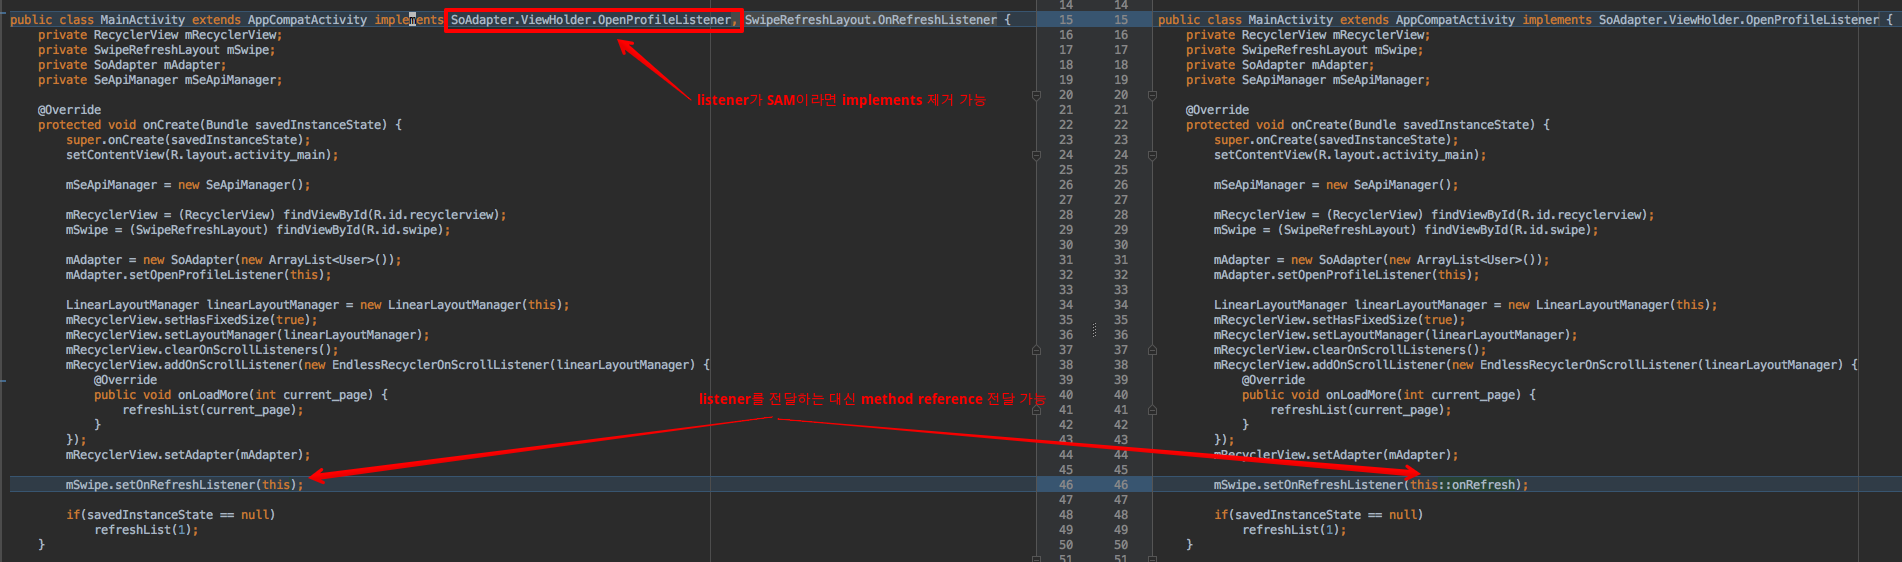 public class MainActivity extends AppCompatActivity implements SoAdapter.ViewHolder.OpenProfileListener, SwipeRefreshLayout.OnRefreshListener {
private RecyclerView mRecyclerView;
private SwipeRefreshLayout mSwipe;
private SoAdapter mAdapter;
private SeApiManager mSeApiManager;
listener가 SAM이라면 implements 제거 가능
@Override
protected void onCreate(Bundle savedInstanceState) {
super.onCreate(savedInstanceState);
setContentView(R.layout.activity_main);
mSeApiManager = new SeApiManager();
mRecyclerView = (RecyclerView) findViewById(R.id.recyclerview);
mSwipe = (SwipeRefreshLayout) findViewById(R.id.swipe);
mAdapter = new SoAdapter(new ArrayList<User>());
mAdapter.setOpenProfileListener(this);
LinearLayoutManager linearLayoutManager = new LinearLayoutManager(this);
mRecyclerView.setHasFixedSize(true);
mRecyclerView.setLayoutManager(linearLayoutManager);
mRecyclerView.clearOnScrollListeners();
mRecyclerView.addOnScrollListener(new EndlessRecyclerOnScrollListener(linearLayoutManager) {
@Override
public void onLoadMore(int current_page) {
refreshList(current_page);
}
});
listener를 전달하는 대신 method reference 전달 가능
mRecyclerView.setAdapter(mAdapter);
mSwipe.setOnRefreshListener(this);
if(savedInstanceState == null)
refreshList(1);
}
14 14
15 15
16 16
17 17
18 18
19 19
20 20
21 21
22 22
23 23
24 24
25 25
26 26
27 27
28 28
29 29
30 30
31 31
32 32
33 33
34 34
35 35
36 36
37 37
38 38
39 39
40 40
41 41
42 42
43 43
44 44
45 45
46 46
47 47
48 48
49 49
50 50
51 51
public class MainActivity extends AppCompatActivity implements SoAdapter.ViewHolder.OpenProfileListener {
private RecyclerView mRecyclerView;
private SwipeRefreshLayout mSwipe;
private SoAdapter mAdapter;
private SeApiManager mSeApiManager;
@Override
protected void onCreate(Bundle savedInstanceState) {
super.onCreate(savedInstanceState);
setContentView(R.layout.activity_main);
mSeApiManager = new SeApiManager();
mRecyclerView = (RecyclerView) findViewById(R.id.recyclerview);
mSwipe = (SwipeRefreshLayout) findViewById(R.id.swipe);
mAdapter = new SoAdapter(new ArrayList<User>());
mAdapter.setOpenProfileListener(this);
LinearLayoutManager linearLayoutManager = new LinearLayoutManager(this);
mRecyclerView.setHasFixedSize(true);
mRecyclerView.setLayoutManager(linearLayoutManager);
mRecyclerView.clearOnScrollListeners();
mRecyclerView.addOnScrollListener(new EndlessRecyclerOnScrollListener(linearLayoutManager) {
@Override
public void onLoadMore(int current_page) {
refreshList(current_page);
}
});
mRecyclerView.setAdapter(mAdapter);
mSwipe.setOnRefreshListener(this::onRefresh);
if(savedInstanceState == null)
refreshList(1);
}